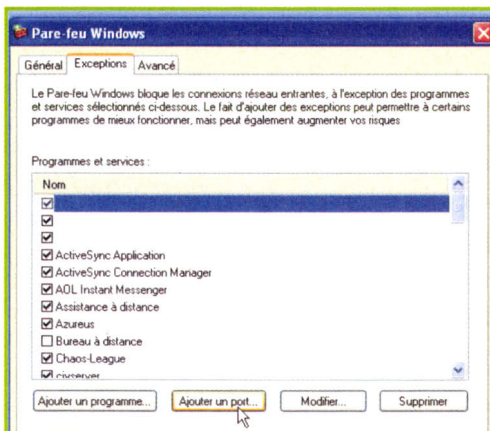 Pare-feu Windows
Général Exceptions Avancé
Le Pare-feu Windows bloque les connexions réseau entrantes, à l'exception des programmes
et services sélectionnés ci-dessous. Le fait d'ajouter des exceptions peut permettre à certains
programmes de mieux fonctionner, mais peut également augmenter vos risques
Programmes et services :
Nom
ActiveSync Application
ActiveSync Connection Manager
AOL Instant Messenger
Assistance à distance
Azureus
Bureau à distance
Chaos-League
civserver
Ajouter un programme... Ajouter un port... Modifier... Supprimer